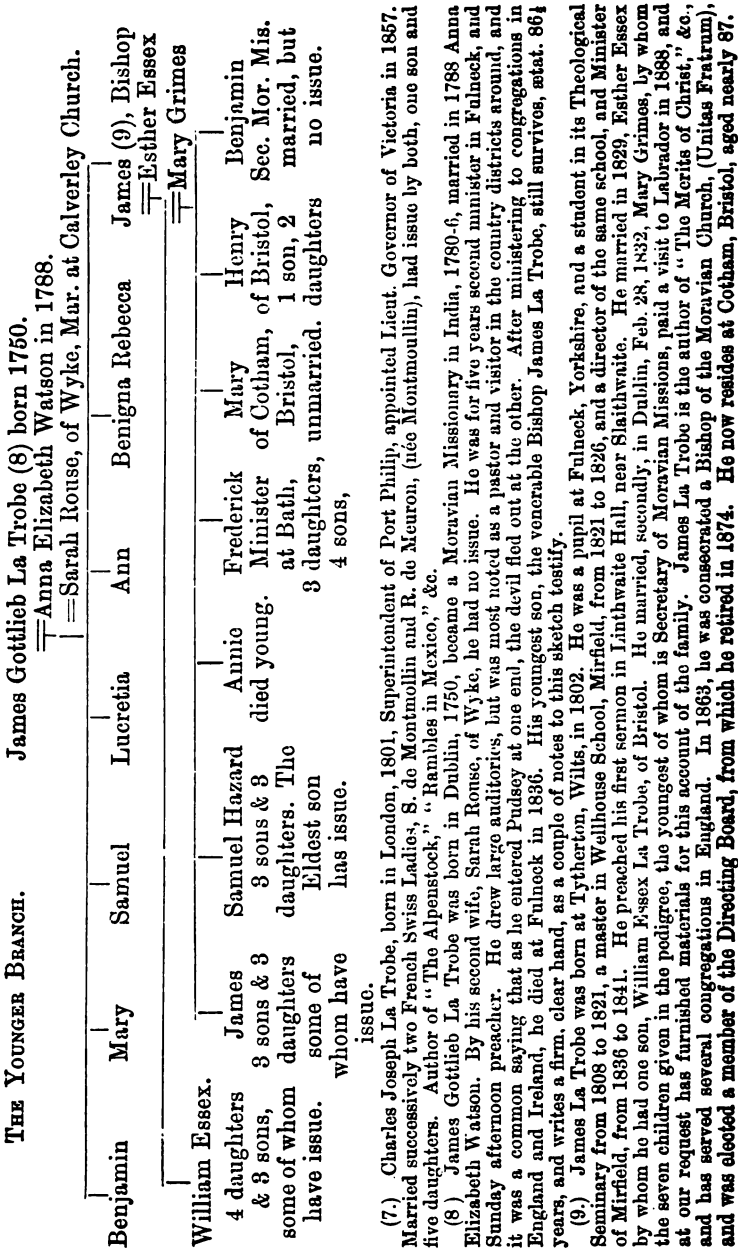 THE YOUNGER BRANCH. James Gottlieb La Trobe (8) born 1750.
Anna Elizabeth Watson in 1788.
Sarah Rouse, of Wyke, Mar. at Calverley Church.
Benjamin Mary Samuel Lucretia Ann Benigna Rebecca James (9), Bishop
Esther Essex
Mary Grimes
William Essex. James Samuel Hazard Annie Frederick Mary Henry Benjamin
4 daughters 3 sons & 3 3 sons & 3 died young. Minister of Cotham, of Bristol, Sec. Mor. Mis.
& 3 sons, daughters daughters. The at Bath, Bristol, 1 son, 2 married, but
some of whom some of Eldest son 3 daughters, unmarried. daughters no issue.
have issue. whom have has issue. 4 sons,
issue.
(7.) Charles Joseph La Trobe, born in London, 1801, Superintendent of Port Philip, appointed Lieut. Governor of Victoria in 1857.
Married successively two French Swiss Ladies, S. de Montmollin and R. de Meuron, (née Montmoullin), had issue by both, one son and
five daughters. Author of "The Alpenstock," "Rambles in Mexico," &c.
(8) James Gottlieb La Trobe was born in Dublin, 1750, became a Moravian Missionary in India, 1780-6, married in 1788 Anna
Elizabeth Watson. By his second wife, Sarah Rouse, of Wyke, he had no issue. He was for five years second minister in Fulneck, and
Sunday afternoon preacher. He drew large auditories, but was most noted as a pastor and visitor in the country districts around, and
it was a common saying that as he entered Pudsey at one end, the devil fled out at the other. After ministering to congregations in
England and Ireland, he died at Fulneck in 1836. His youngest son, the venerable Bishop James La Trobe, still survives, ætat. 86½
years, and writes a firm, clear hand, as a couple of notes to this sketch testify.
(9.) James La Trobe was born at Tytherton, Wilts, in 1802. He was a pupil at Fulneck, Yorkshire, and a student in its Theological
Seminary from 1808 to 1821, a master in Wellhouse School, Mirfield, from 1821 to 1826, and a director of the same school, and Minister
of Mirfield, from 1836 to 1841. He preached his first sermon in Linthwaite Hall, near Slaithwaite. He married in 1829, Esther Essex
by whom he had one son, William Essex La Trobe, of Bristol. He married, secondly, in Dublin, Feb. 28, 1832, Mary Grimes, by whom
the seven children given in the pedigree, the youngest of whom is Secretary of Moravian Missions, paid a visit to Labrador in 1888, and
at our request has furnished materials for this account of the family. James La Trobe is the author of "The Merits of Christ," &c.,
and has served several congregations in England. In 1863, he was consecrated a Bishop of the Moravian Church, (Unitas Fratrum),
and was elected a member of the Directing Board, from which he retired in 1874. He now resides at Cotham, Bristol, aged nearly 87.